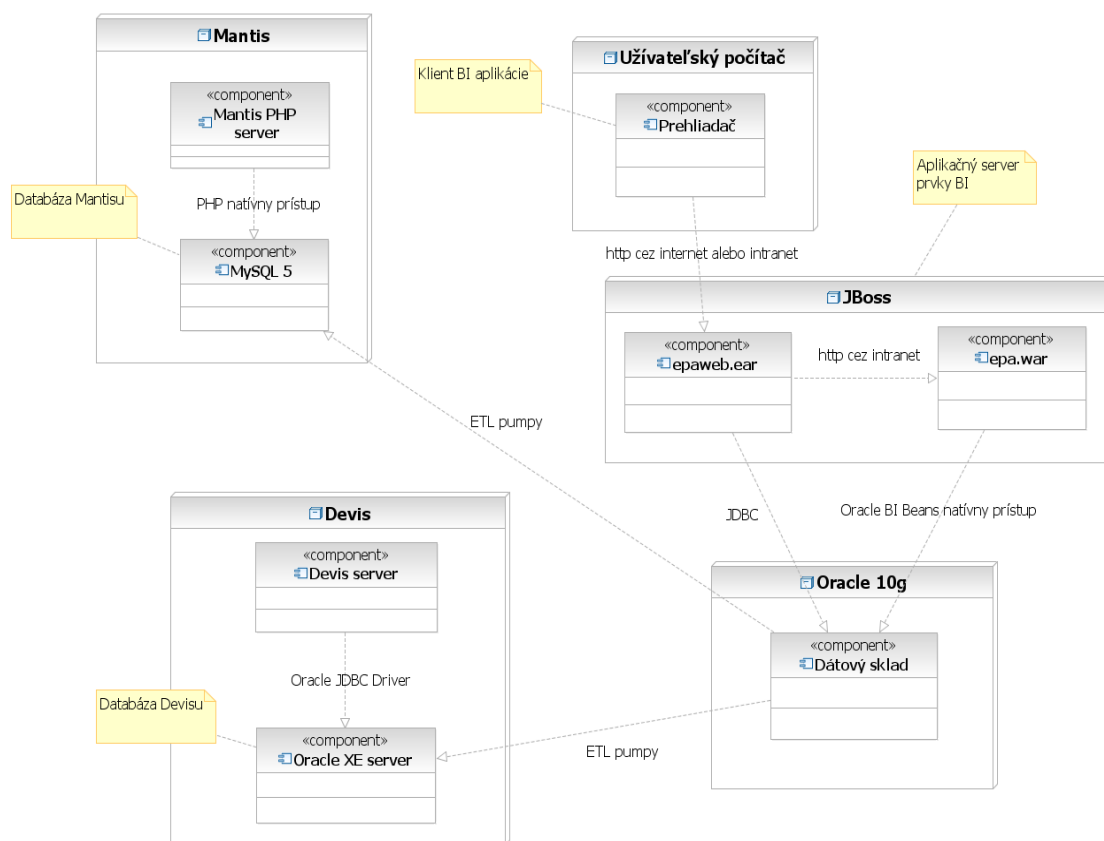 Mantis
«component»
Mantis PHP
server
Databáza Mantisu
PHP natívny prístup
«component»
MySQL 5
Užívateľský počítač
Klient BI aplikácie
«component»
Prehliadač
Aplikačný server
prvky BI
http cez internet alebo intranet
JBoss
«component»
epaweb.ear
http cez intranet
«component»
epa.war
ETL pumpy
JDBC
Oracle BI Beans natívny prístup
Devis
«component»
Devis server
Oracle JDBC Driver
Databáza Devisu
«component»
Oracle XE server
ETL pumpy
Oracle 10g
«component»
Dátový sklad